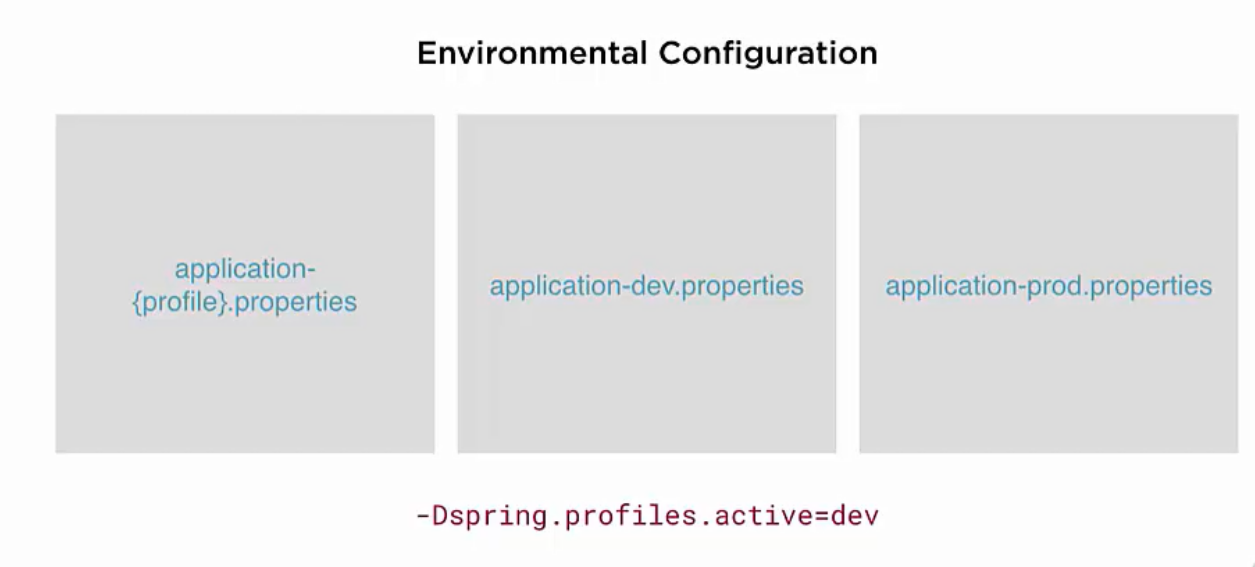 Environmental Configuration
application-
{profile}.properties
application-dev.properties
application-prod.properties
-Dspring.profiles.active=dev